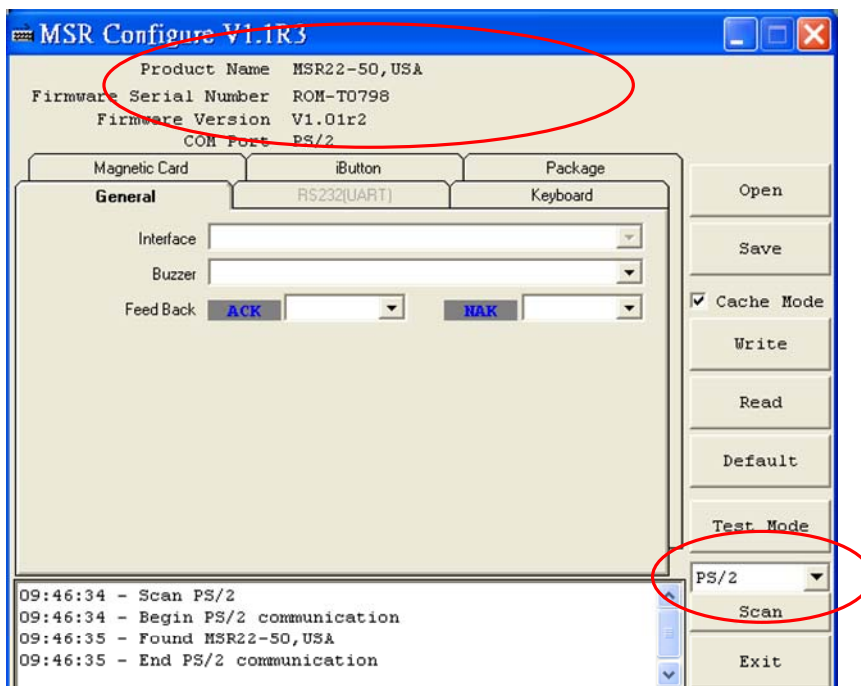 MSR Configure V1.1R3
Product Name MSR22-50,USA
Firmware Serial Number ROM-T0798
Firmware Version V1.01r2
COM Port PS/2
Magnetic Card iButton Package
General RS232(UART) Keyboard
Interface
Buzzer
Feed Back ACK NAK
Open
Save
Cache Mode
Write
Read
Default
Test Mode
PS/2
Scan
Exit
09:46:34 - Scan PS/2
09:46:34 - Begin PS/2 communication
09:46:35 - Found MSR22-50,USA
09:46:35 - End PS/2 communication